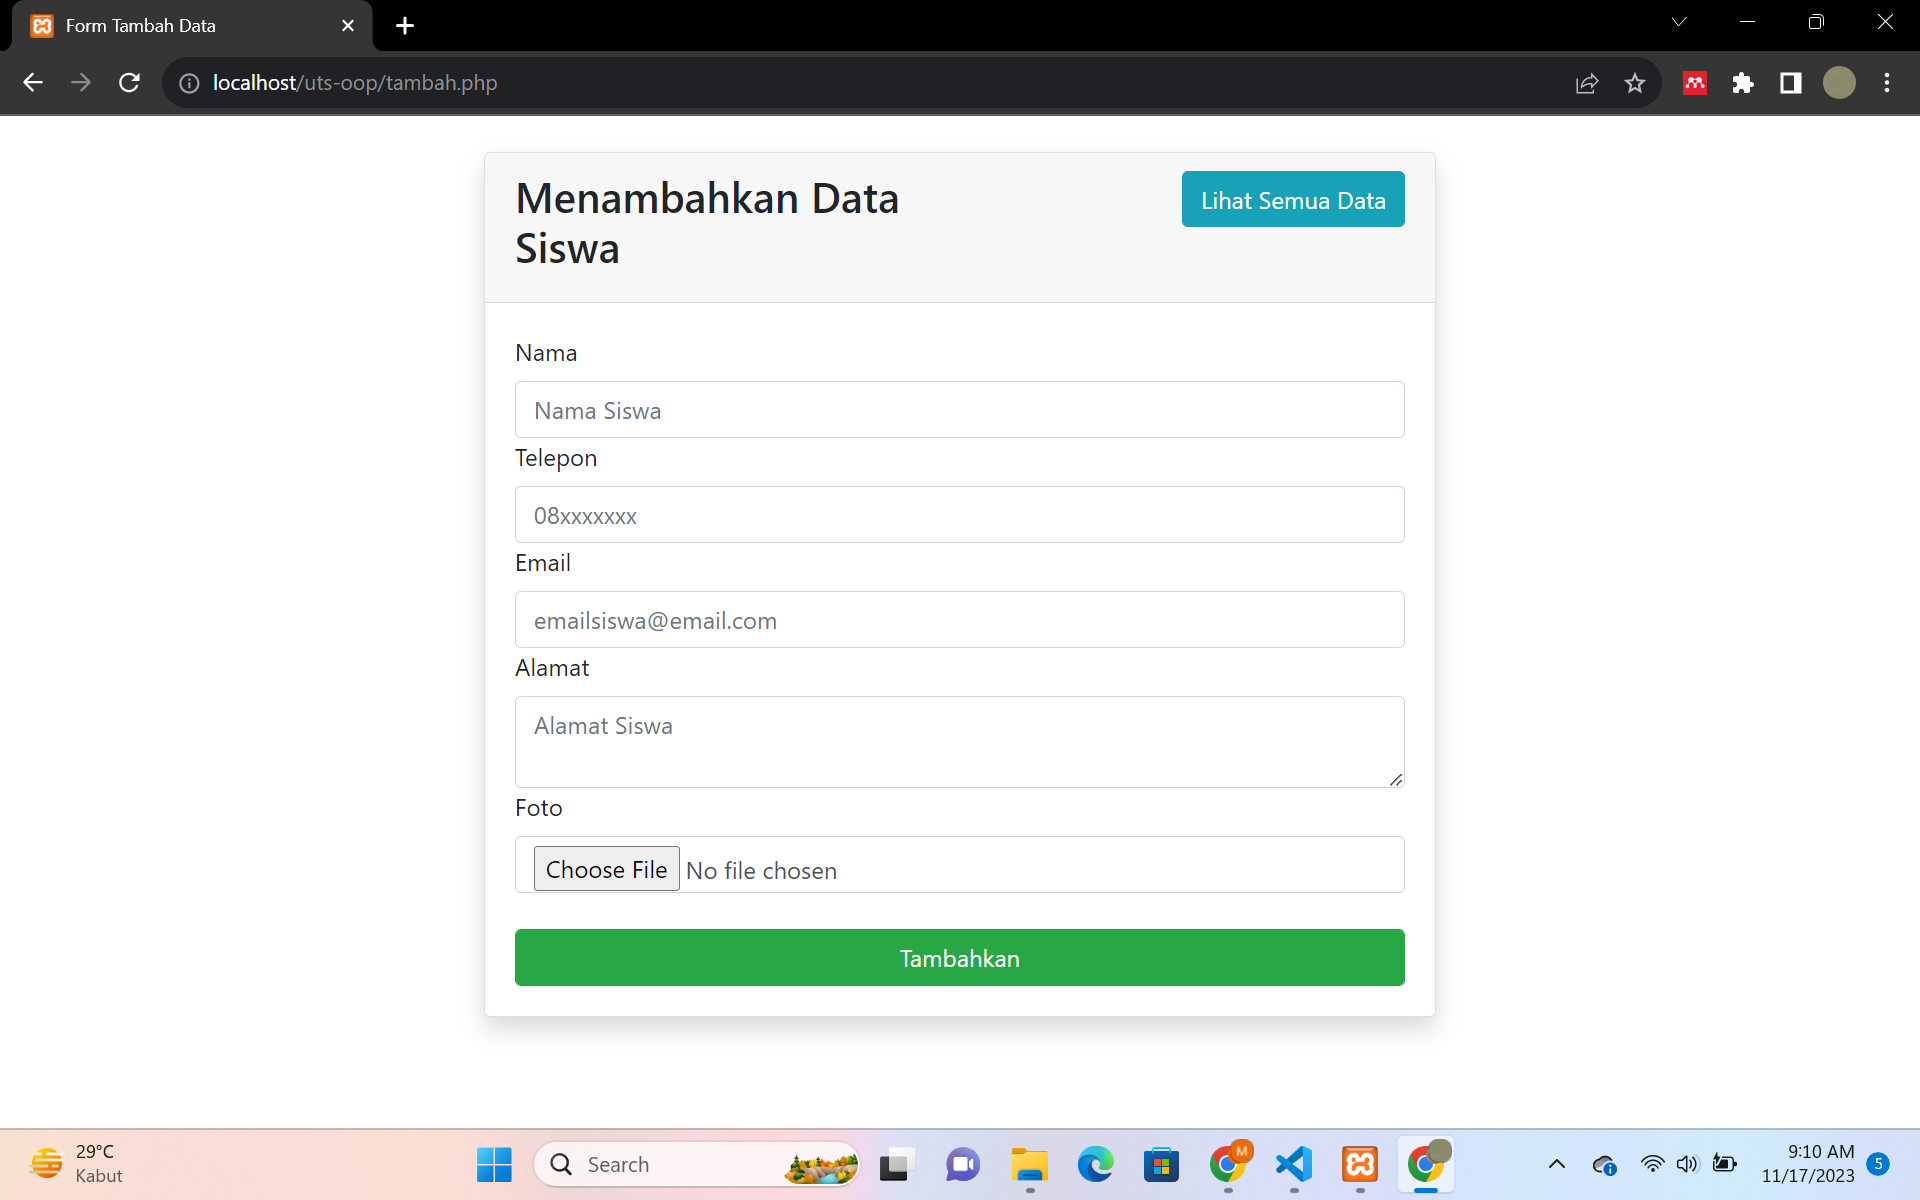 Form Tambah Data
localhost/uts-oop/tambah.php
Menambahkan Data
Siswa
Lihat Semua Data
Nama
Nama Siswa
Telepon
08xxxxxxx
Email
emailsiswa@email.com
Alamat
Alamat Siswa
Foto
Choose File No file chosen
Tambahkan
29°C
Kabut
Search
M
9:10 AM
11/17/2023
5